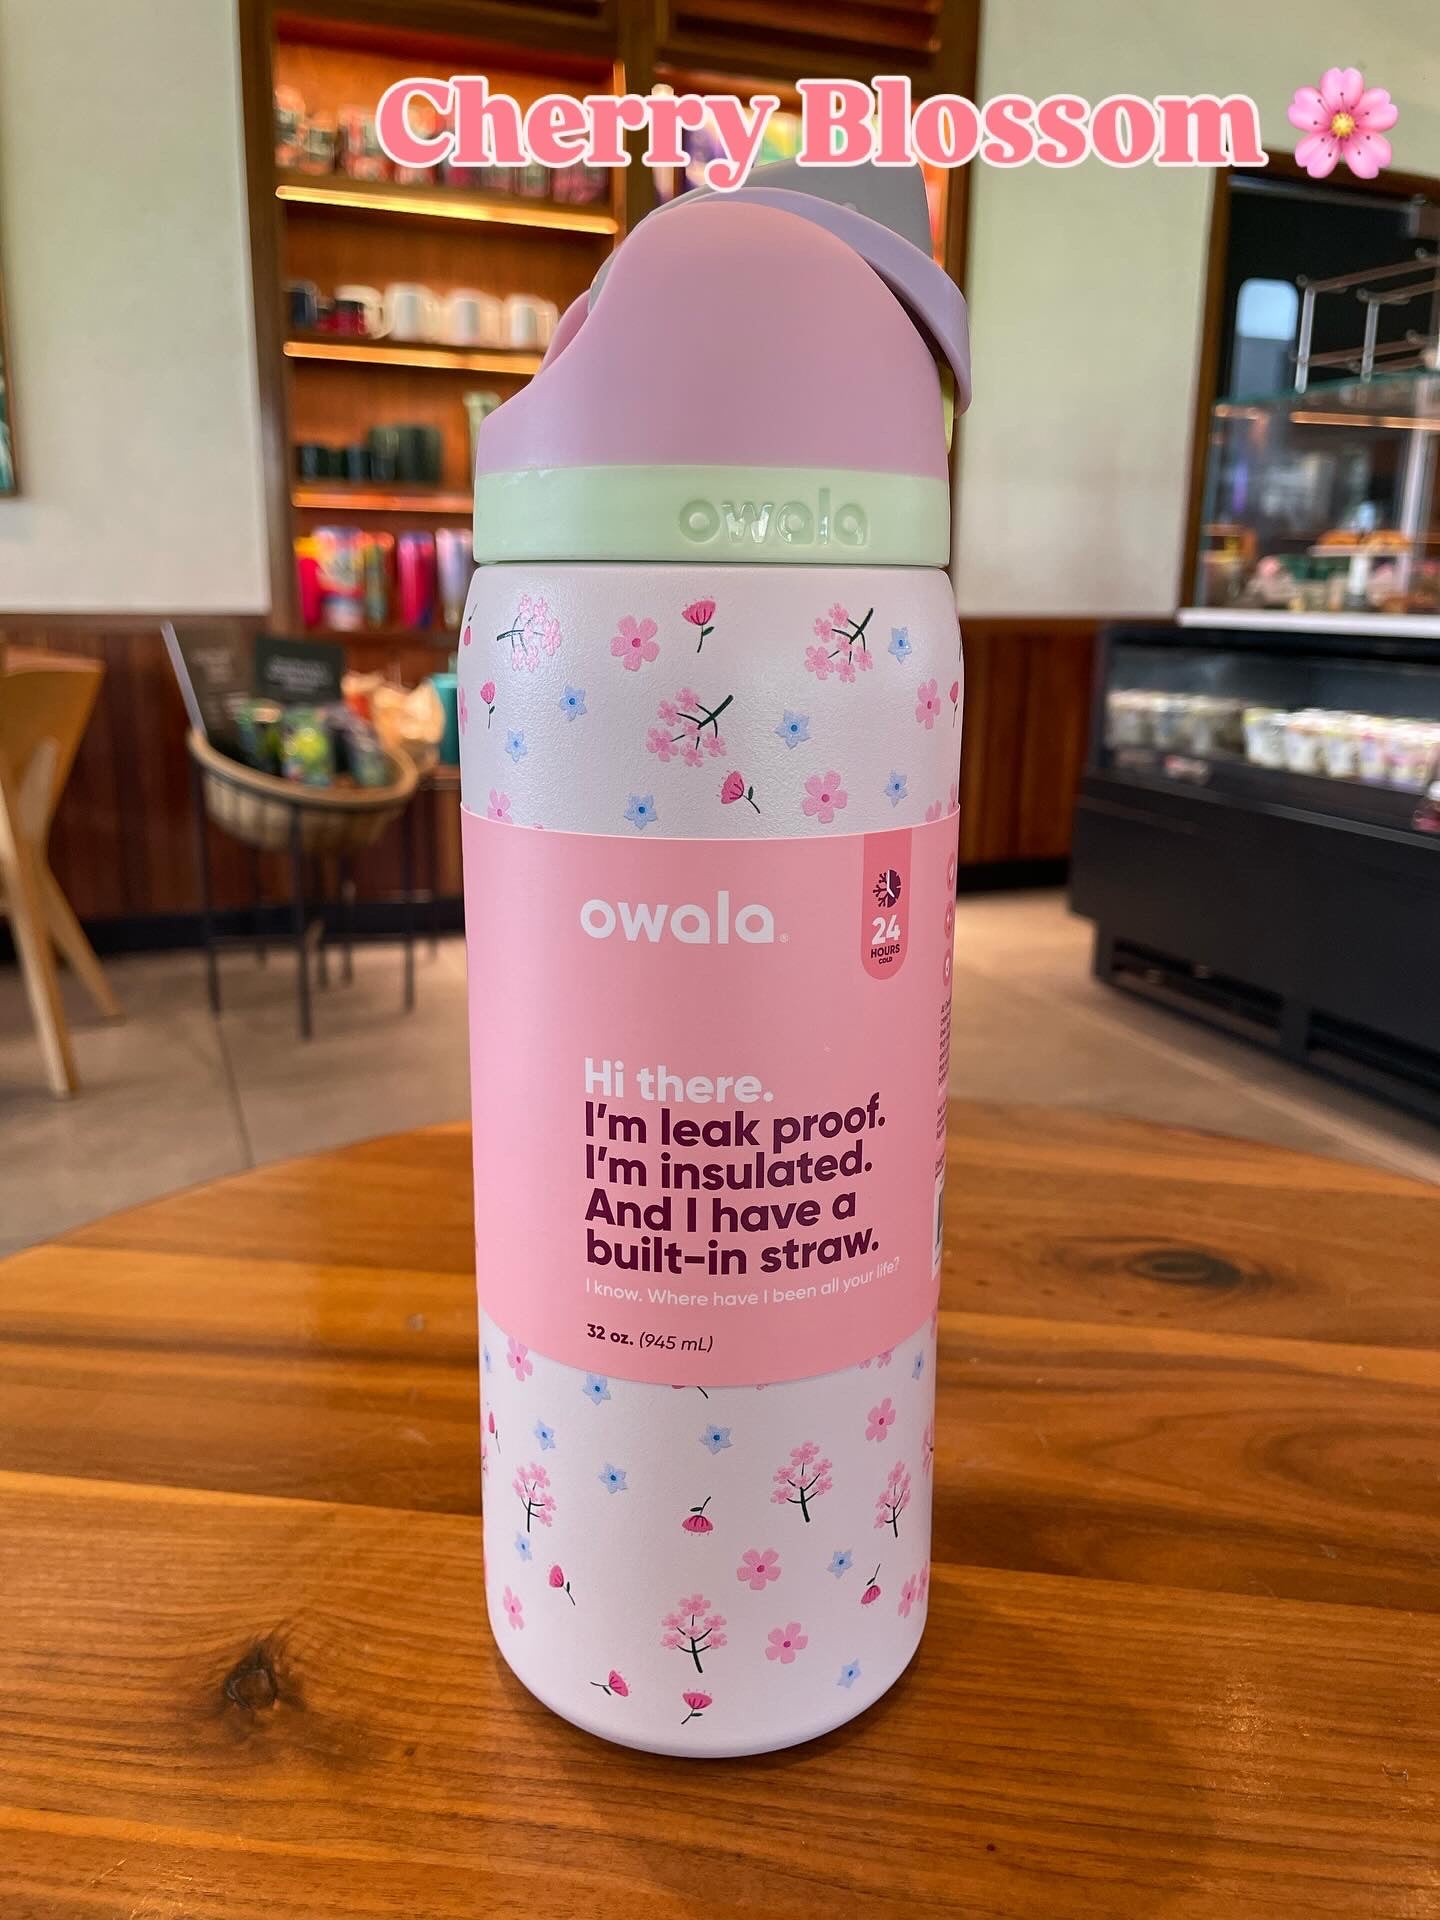 Cherry Blossom 🌸
owala
owala®
24
HOURS
COLD
Hi there.
I'm leak proof.
I'm insulated.
And I have a
built-in straw.
I know. Where have I been all your life?
32 oz. (945 mL)